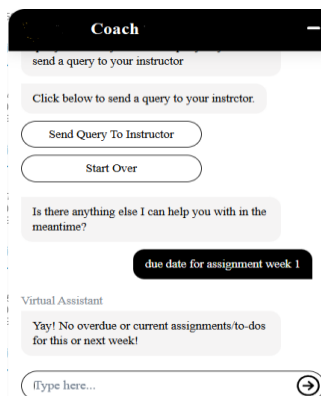 Coach
send a query to your instructor
Click below to send a query to your instrctor.
Send Query To Instructor
Start Over
Is there anything else I can help you with in the
meantime?
due date for assignment week 1
Virtual Assistant
Yay! No overdue or current assignments/to-dos
for this or next week!
Type here...